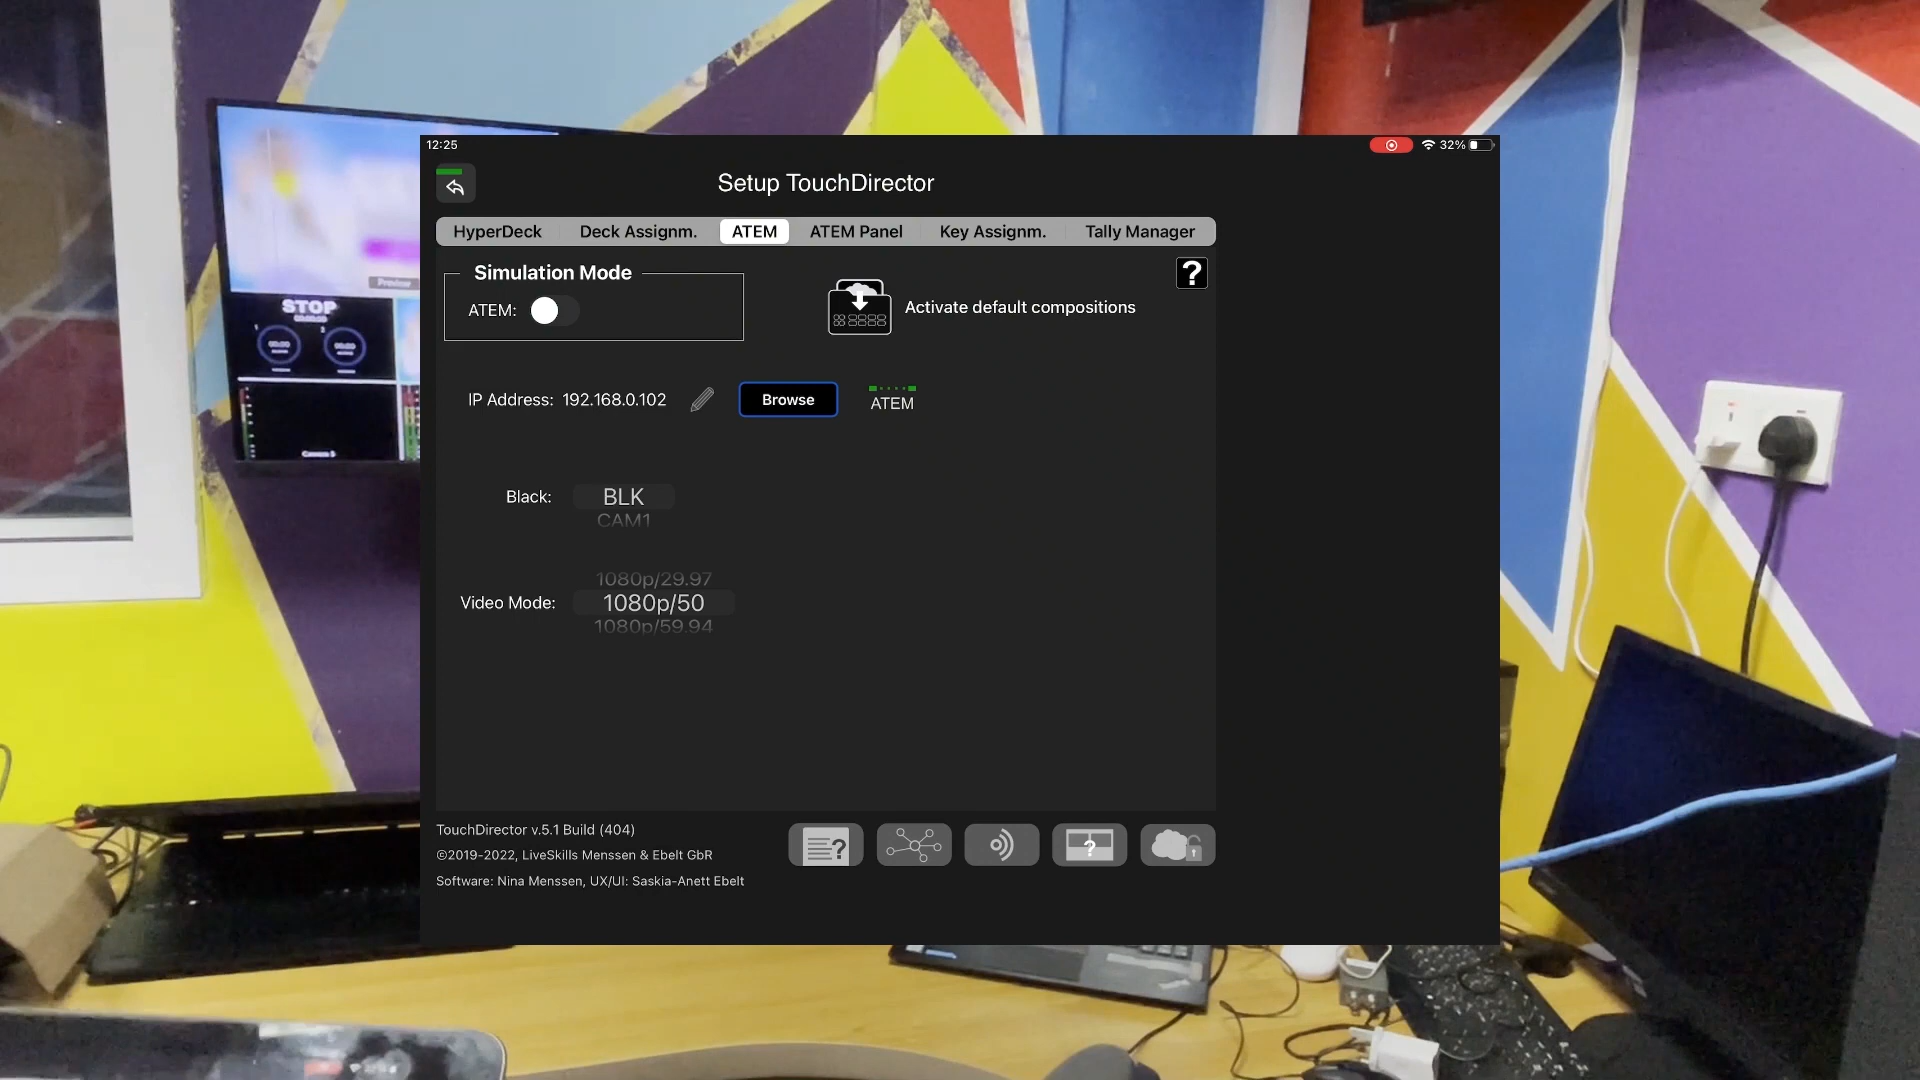 12:25
32%
Setup TouchDirector
HyperDeck
Deck Assignm.
ATEM
ATEM Panel
Key Assignm.
Tally Manager
Simulation Mode
ATEM:
Activate default compositions
?
IP Address: 192.168.0.102
Browse
ATEM
Black:
BLK
CAM1
1080p/29.97
Video Mode:
1080p/50
1080p/59.94
TouchDirector v.5.1 Build (404)
©2019-2022, LiveSkills Menssen & Ebelt GbR
Software: Nina Menssen, UX/UI: Saskia-Anett Ebelt
?
?
Preview
STOP
Camera 5